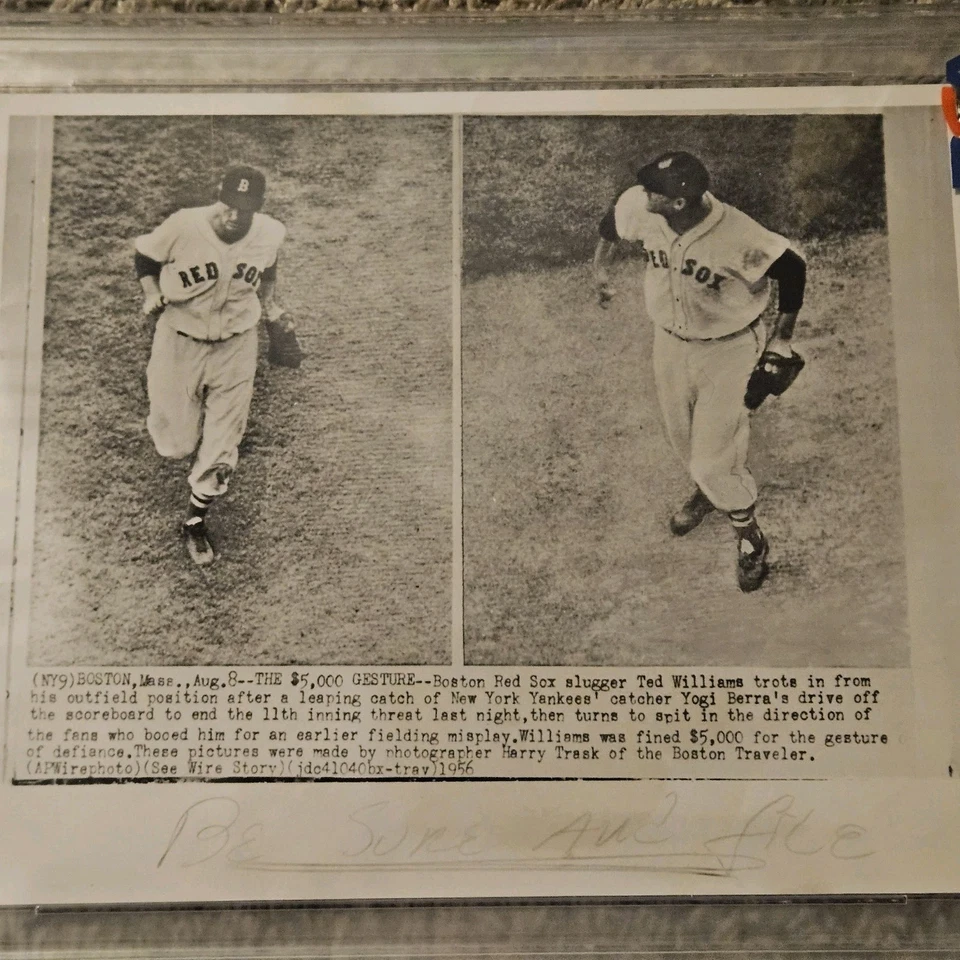 B
RED SOX
RED SOX
(NY9)BOSTON,Mass.,Aug.8--THE $5,000 GESTURE--Boston Red Sox slugger Ted Williams trots in from
his outfield position after a leaping catch of New York Yankees' catcher Yogi Berra's drive off
the scoreboard to end the 11th inning threat last night,then turns to spit in the direction of
the fans who booed him for an earlier fielding misplay.Williams was fined $5,000 for the gesture
of defiance.These pictures were made by photographer Harry Trask of the Boston Traveler.
(APWirephoto)(See Wire Story)(jdc41040bx-trav)1956
Be Sure And File